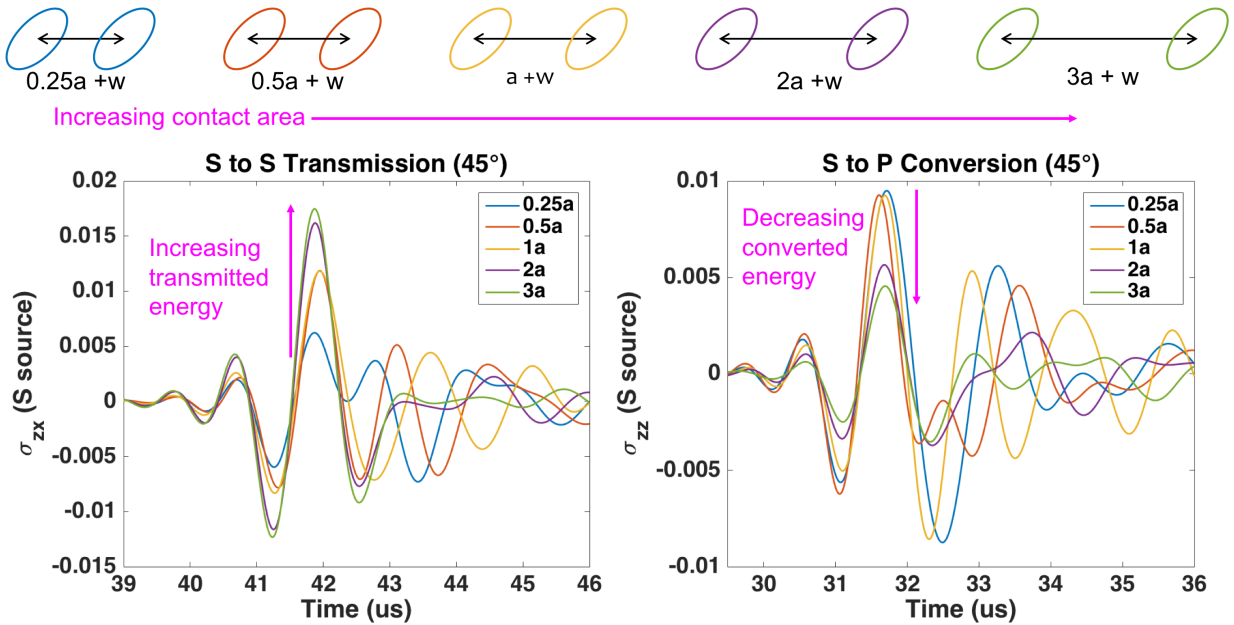 0.25a +w
0.5a + w
a +w
2a +w
3a + w
Increasing contact area
S to S Transmission (45°)
0.02
0.015
0.01
0.005
0
-0.005
-0.01
-0.015
σzx (S source)
Increasing
transmitted
energy
0.25a
0.5a
1a
2a
3a
39 40 41 42 43 44 45 46
Time (us)
S to P Conversion (45°)
0.01
0.005
0
-0.005
-0.01
σzz (S source)
Decreasing
converted
energy
0.25a
0.5a
1a
2a
3a
30 31 32 33 34 35 36
Time (us)